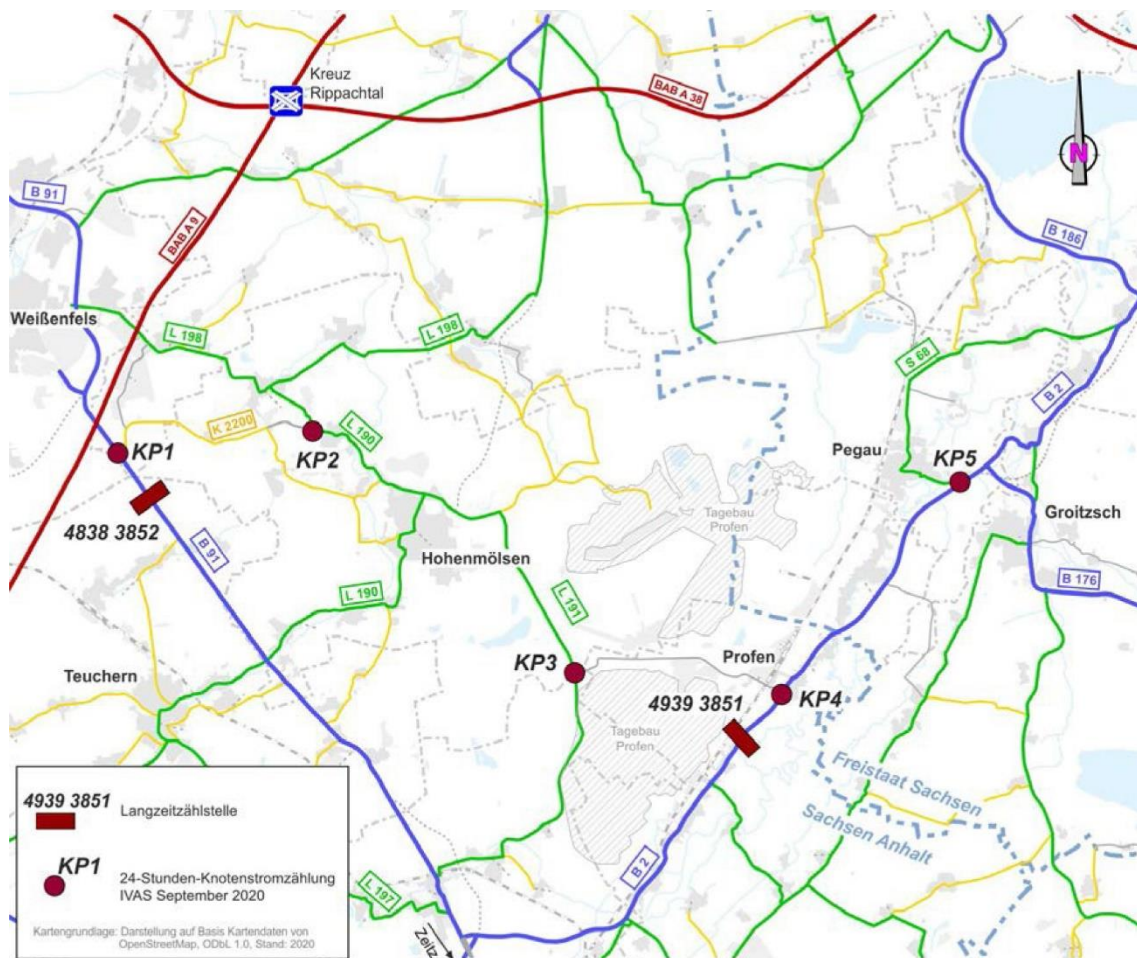 Kreuz
Rippachtal
BAB A 38
B 91
BAB A 9
B 186
Weißenfels
L 198
L 198
S 68
B 2
K 2200
L 190
KP1
KP2
Pegau
KP5
4838 3852
Tagebau
Profen
Groitzsch
B 91
Hohenmölsen
B 176
L 190
L 191
Teuchern
KP3
Profen
4939 3851
KP4
Tagebau
Profen
Freistaat Sachsen
Sachsen Anhalt
B 2
L 197
Zeitz
N
4939 3851
Langzeitzählstelle
KP1
24-Stunden-Knotenstromzählung
IVAS September 2020
Kartengrundlage: Darstellung auf Basis Kartendaten von
OpenStreetMap, ODbL 1.0, Stand: 2020